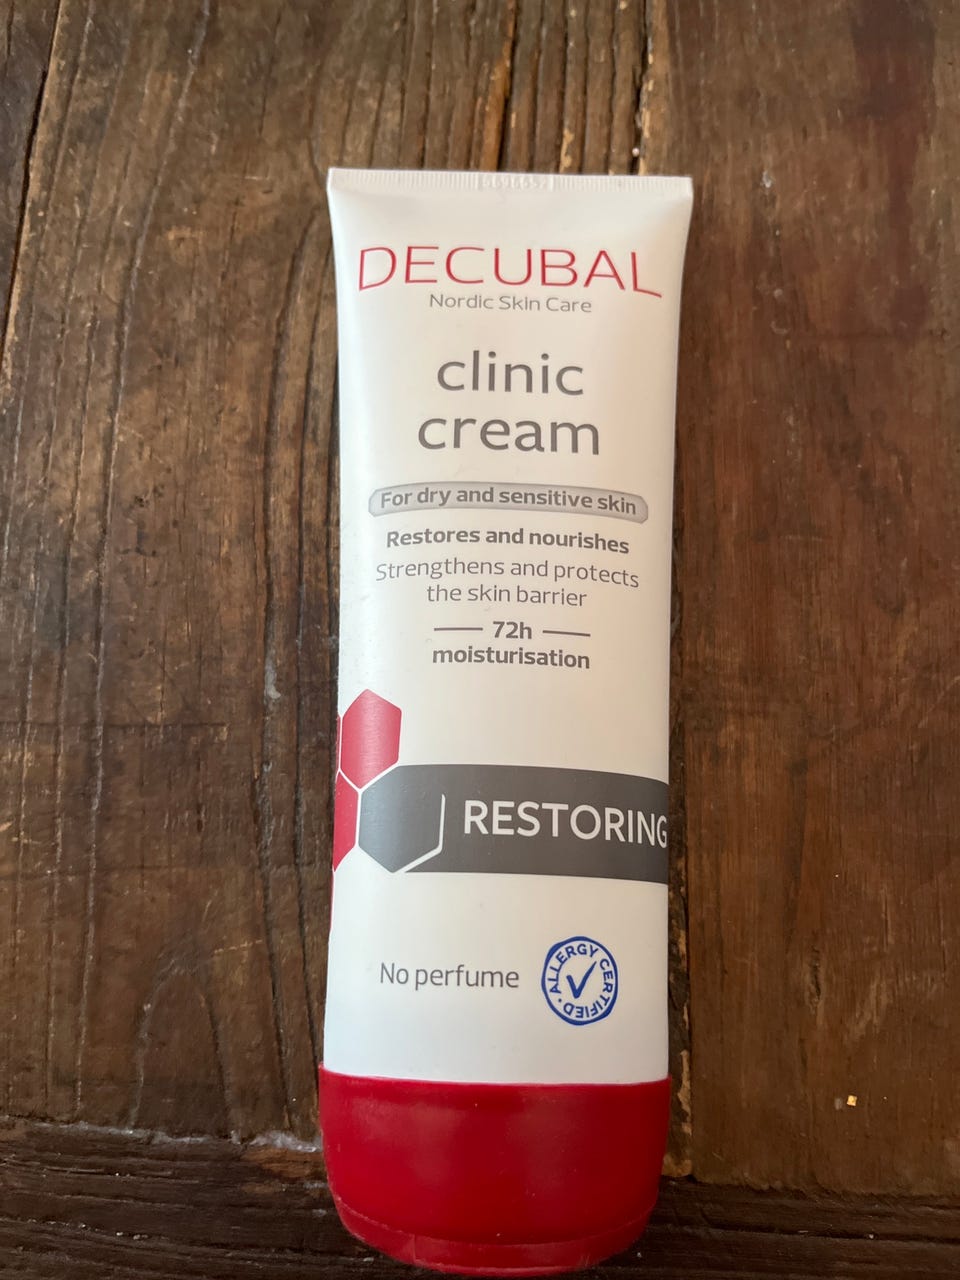 DECUBAL
Nordic Skin Care
clinic
cream
For dry and sensitive skin
Restores and nourishes
Strengthens and protects
the skin barrier
72h
moisturisation
RESTORING
No perfume
ALLERGY CERTIFIED